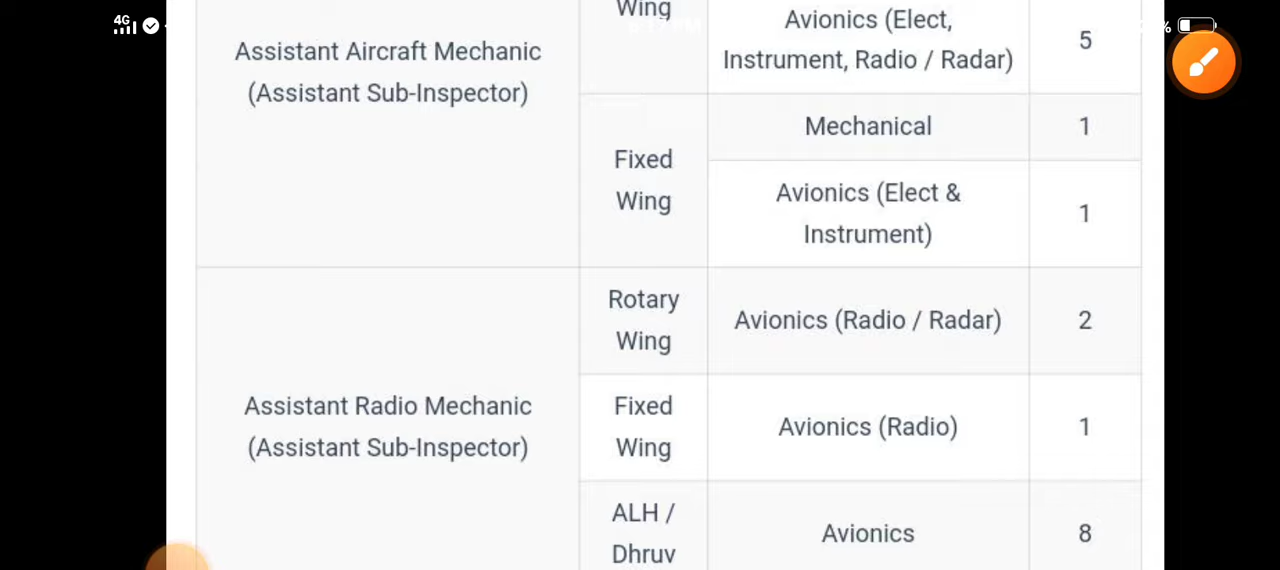 4G
%
Wing
Avionics (Elect,
Instrument, Radio / Radar)
5
Assistant Aircraft Mechanic
(Assistant Sub-Inspector)
Fixed
Wing
Mechanical
1
Avionics (Elect &
Instrument)
1
Assistant Radio Mechanic
(Assistant Sub-Inspector)
Rotary
Wing
Avionics (Radio / Radar)
2
Fixed
Wing
Avionics (Radio)
1
ALH /
Dhruv
Avionics
8